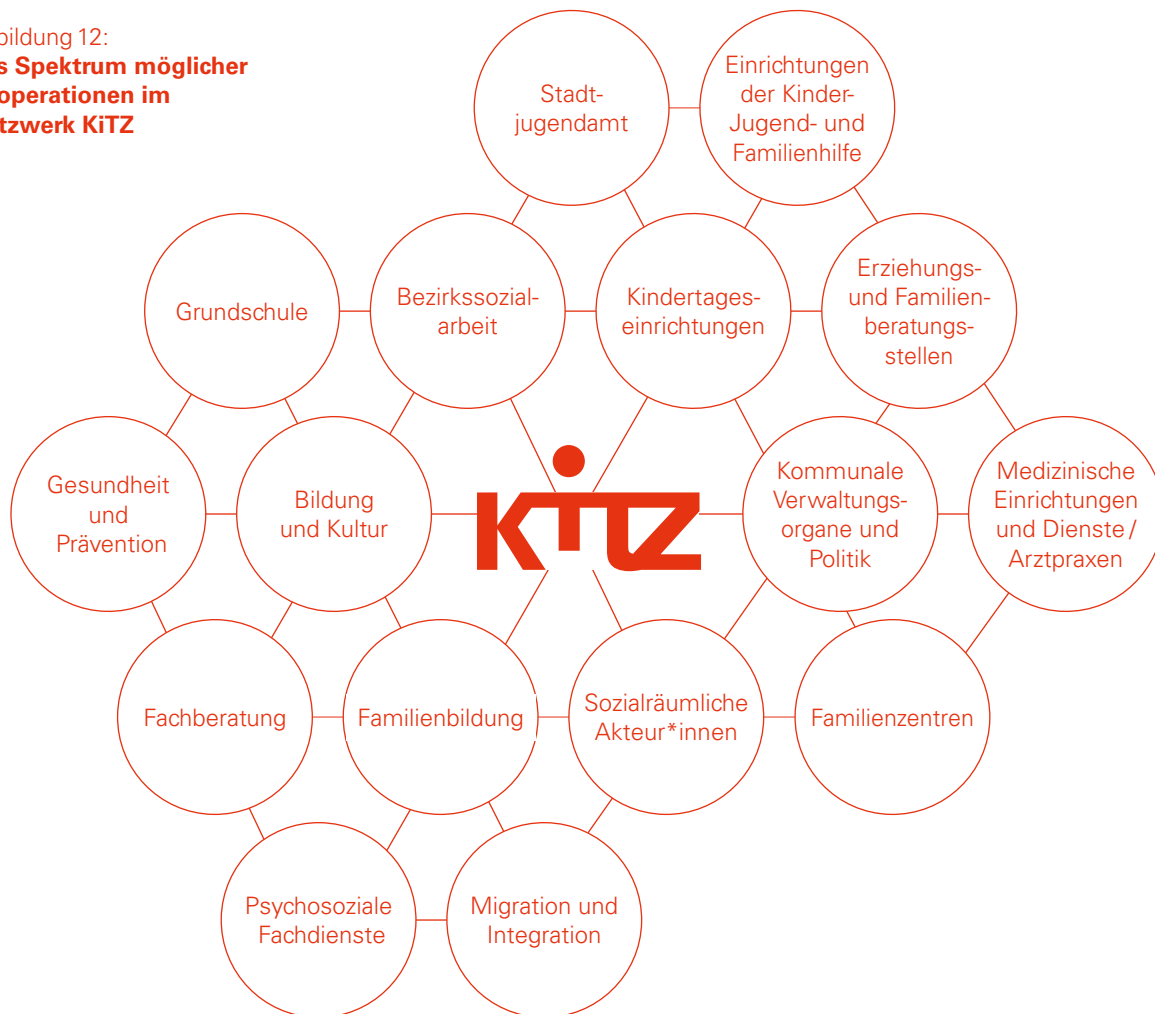 bildung 12:
s Spektrum möglicher
operationen im
tzwerk KiTZ
Stadt-
jugendamt
Einrichtungen
der Kinder-
Jugend- und
Familienhilfe
Grundschule
Bezirkssozial-
arbeit
Kindertages-
einrichtungen
Erziehungs-
und Familien-
beratungs-
stellen
Gesundheit
und
Prävention
Bildung
und Kultur
KiTZ
Kommunale
Verwaltungs-
organe und
Politik
Medizinische
Einrichtungen
und Dienste /
Arztpraxen
Fachberatung
Familienbildung
Sozialräumliche
Akteur*innen
Familienzentren
Psychosoziale
Fachdienste
Migration und
Integration